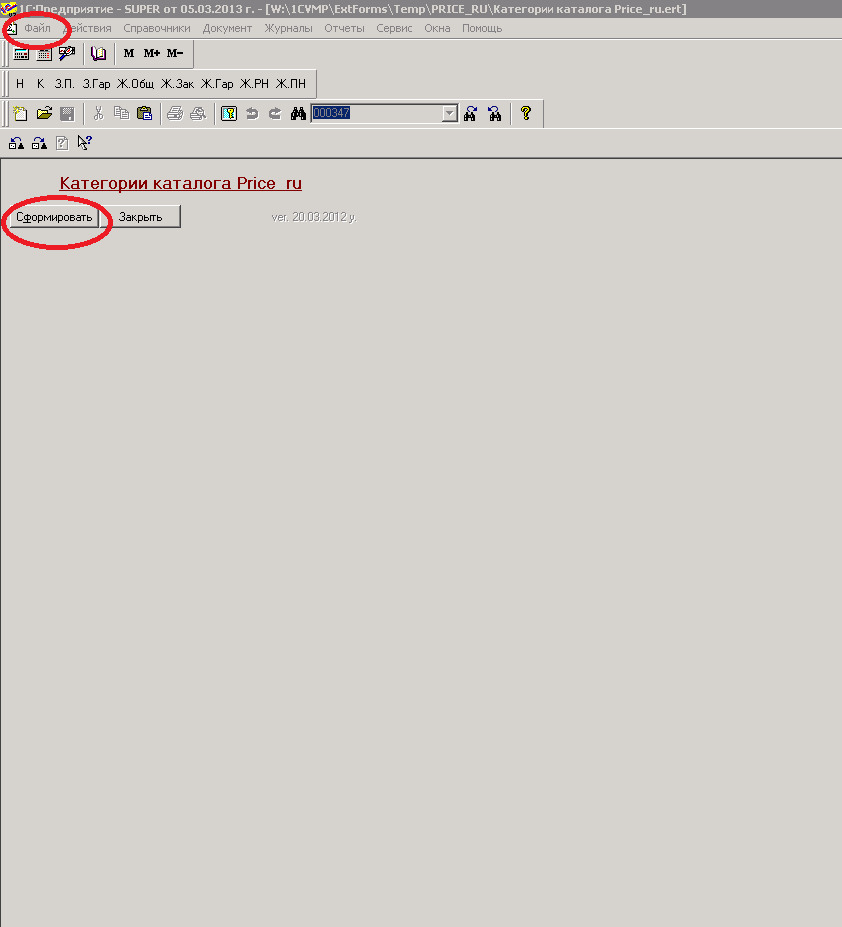 1С:Предприятие - SUPER от 05.03.2013 г. - [W:\1CVMP\ExtForms\Temp\PRICE_RU\Категории каталога Price_ru.ert]
Файл Действия Справочники Документ Журналы Отчеты Сервис Окна Помощь
M M+ M-
Н К З.П. З.Гар Ж.Общ Ж.Зак Ж.Гар Ж.РН Ж.ПН
000347
Категории каталога Price_ru
Сформировать Закрыть ver. 20.03.2012 у.